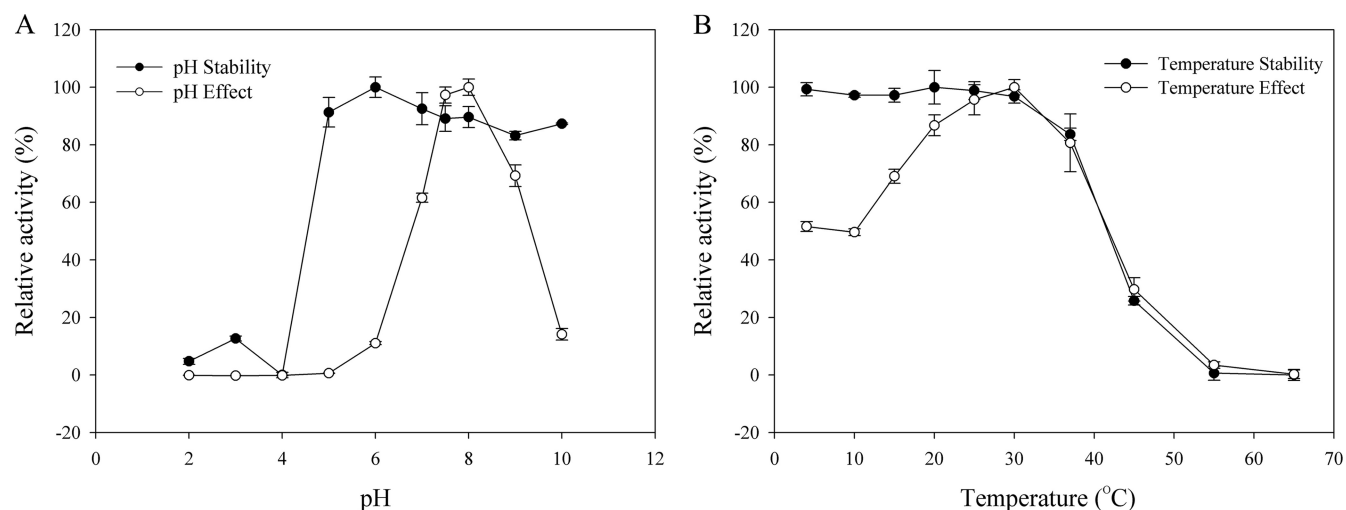 A
pH Stability
pH Effect
Relative activity (%)
120
100
80
60
40
20
0
-20
0 2 4 6 8 10 12
pH
B
Temperature Stability
Temperature Effect
Relative activity (%)
120
100
80
60
40
20
0
-20
0 10 20 30 40 50 60 70
Temperature (°C)